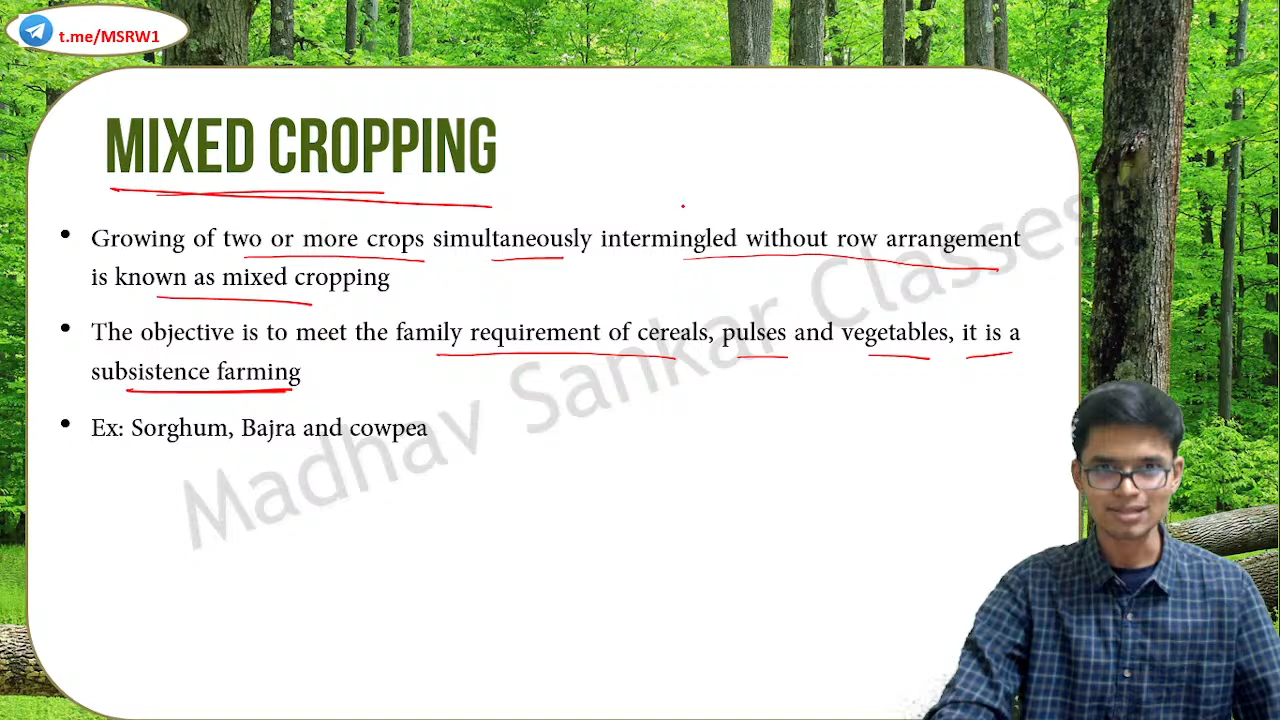 t.me/MSRW1
MIXED CROPPING
• Growing of two or more crops simultaneously intermingled without row arrangement
is known as mixed cropping
• The objective is to meet the family requirement of cereals, pulses and vegetables, it is a
subsistence farming
• Ex: Sorghum, Bajra and cowpea
Madhav Sankar Classes